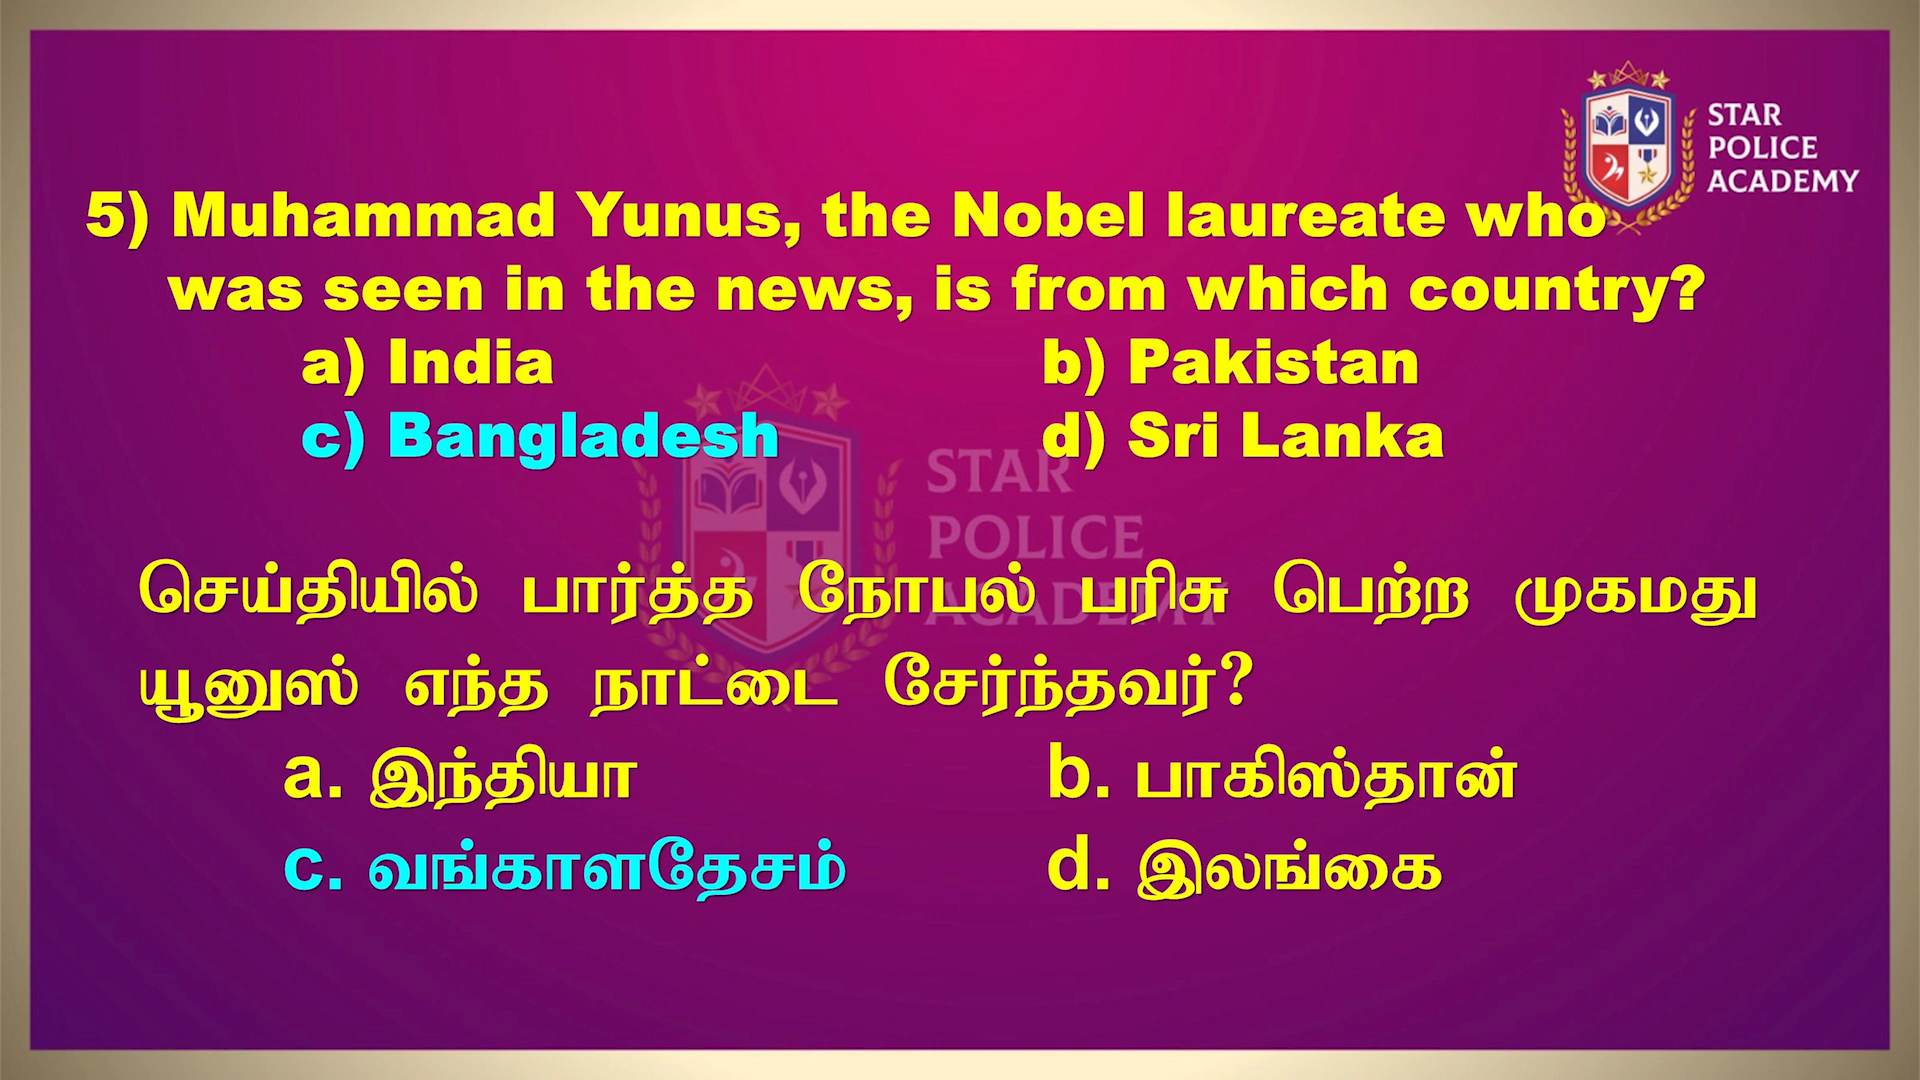 STAR
POLICE
ACADEMY
5) Muhammad Yunus, the Nobel laureate who
was seen in the news, is from which country?
a) India b) Pakistan
c) Bangladesh d) Sri Lanka
STAR
POLICE
ACADEMY
செய்தியில் பார்த்த நோபல் பரிசு பெற்ற முகமது
யூனுஸ் எந்த நாட்டை சேர்ந்தவர்?
a. இந்தியா b. பாகிஸ்தான்
c. வங்காளதேசம் d. இலங்கை